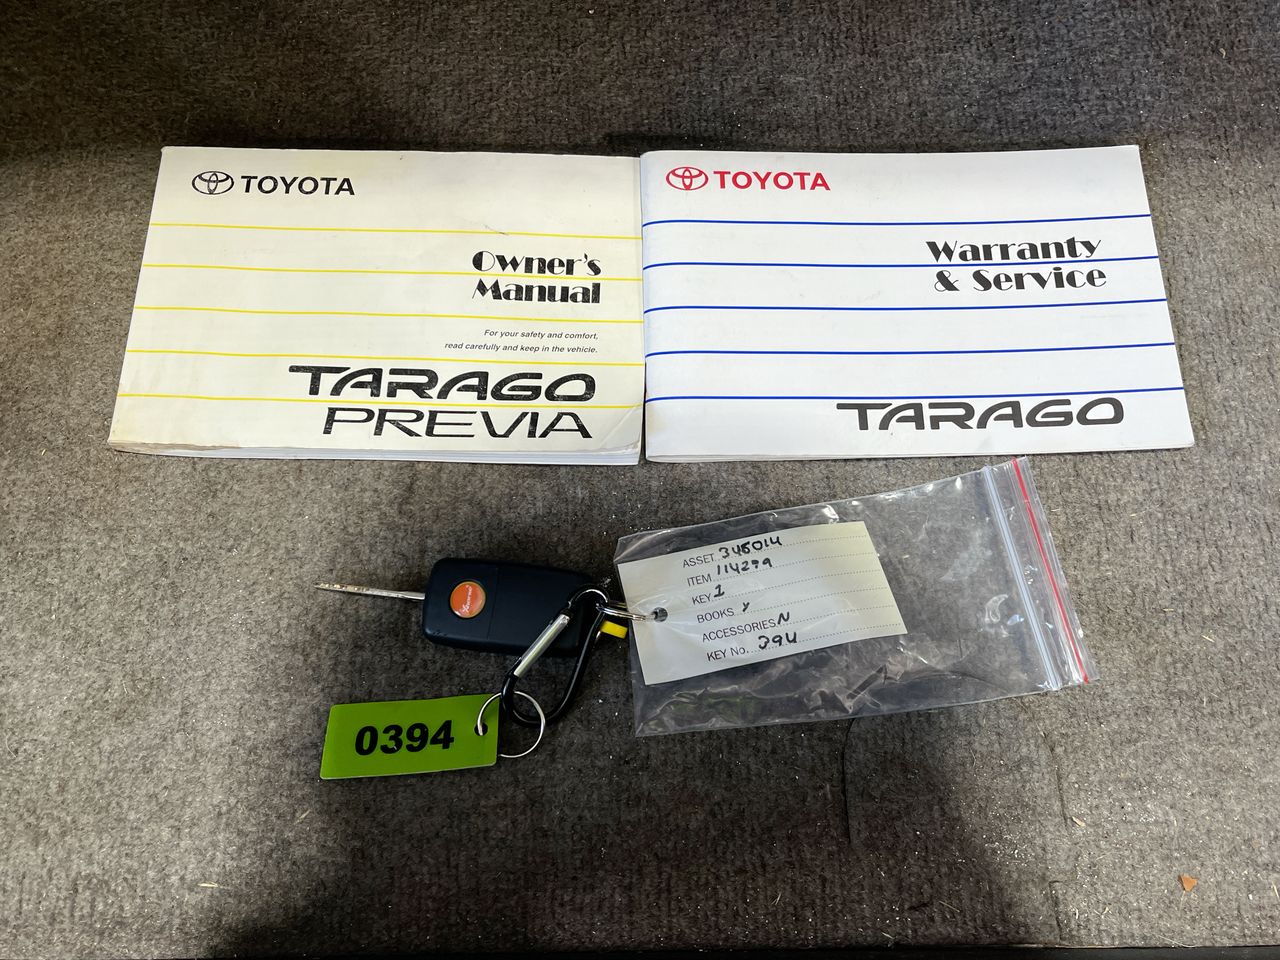 TOYOTA
Owner's
Manual
For your safety and comfort,
read carefully and keep in the vehicle.
TARAGO
PREVIA
TOYOTA
Warranty
& Service
TARAGO
ASSET 345014
ITEM 114279
KEY 1
BOOKS Y
ACCESSORIES N
KEY No. 394
0394